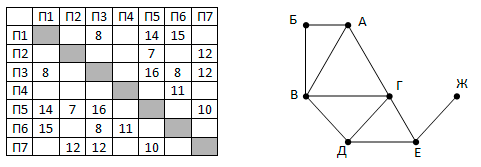 П1 П2 П3 П4 П5 П6 П7
П1 8 14 15
П2 7 12
П3 8 16 8 12
П4 11
П5 14 7 16 10
П6 15 8 11
П7 12 12 10
Б А
В Г Ж
Д Е